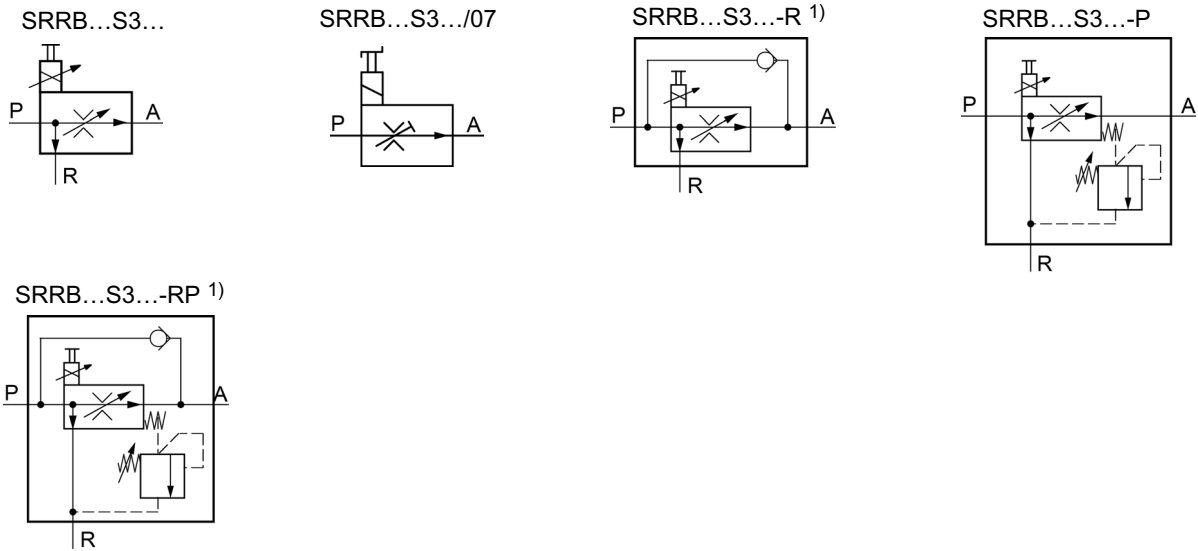 SRRB...S3...
P
A
R
SRRB...S3.../07
P
A
SRRB...S3...-R 1)
P
A
R
SRRB...S3...-P
P
A
R
SRRB...S3...-RP 1)
P
A
R